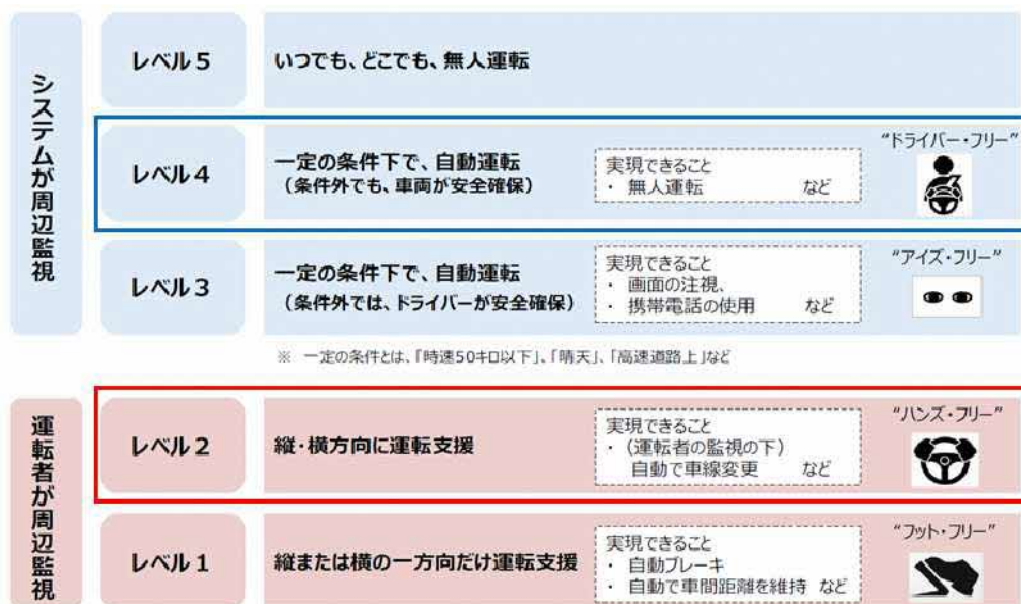 システムが周辺監視
レベル5
いつでも、どこでも、無人運転
レベル4
一定の条件下で、自動運転
（条件外でも、車両が安全確保）
実現できること
・ 無人運転 など
“ドライバー・フリー”
レベル3
一定の条件下で、自動運転
（条件外では、ドライバーが安全確保）
実現できること
・ 画面の注視、
・ 携帯電話の使用 など
“アイズ・フリー”
※ 一定の条件とは、「時速50キロ以下」、「晴天」、「高速道路上」など
運転者が周辺監視
レベル2
縦・横方向に運転支援
実現できること
・（運転者の監視の下）
自動で車線変更 など
“ハンズ・フリー”
レベル1
縦または横の一方向だけ運転支援
実現できること
・ 自動ブレーキ
・ 自動で車間距離を維持 など
“フット・フリー”